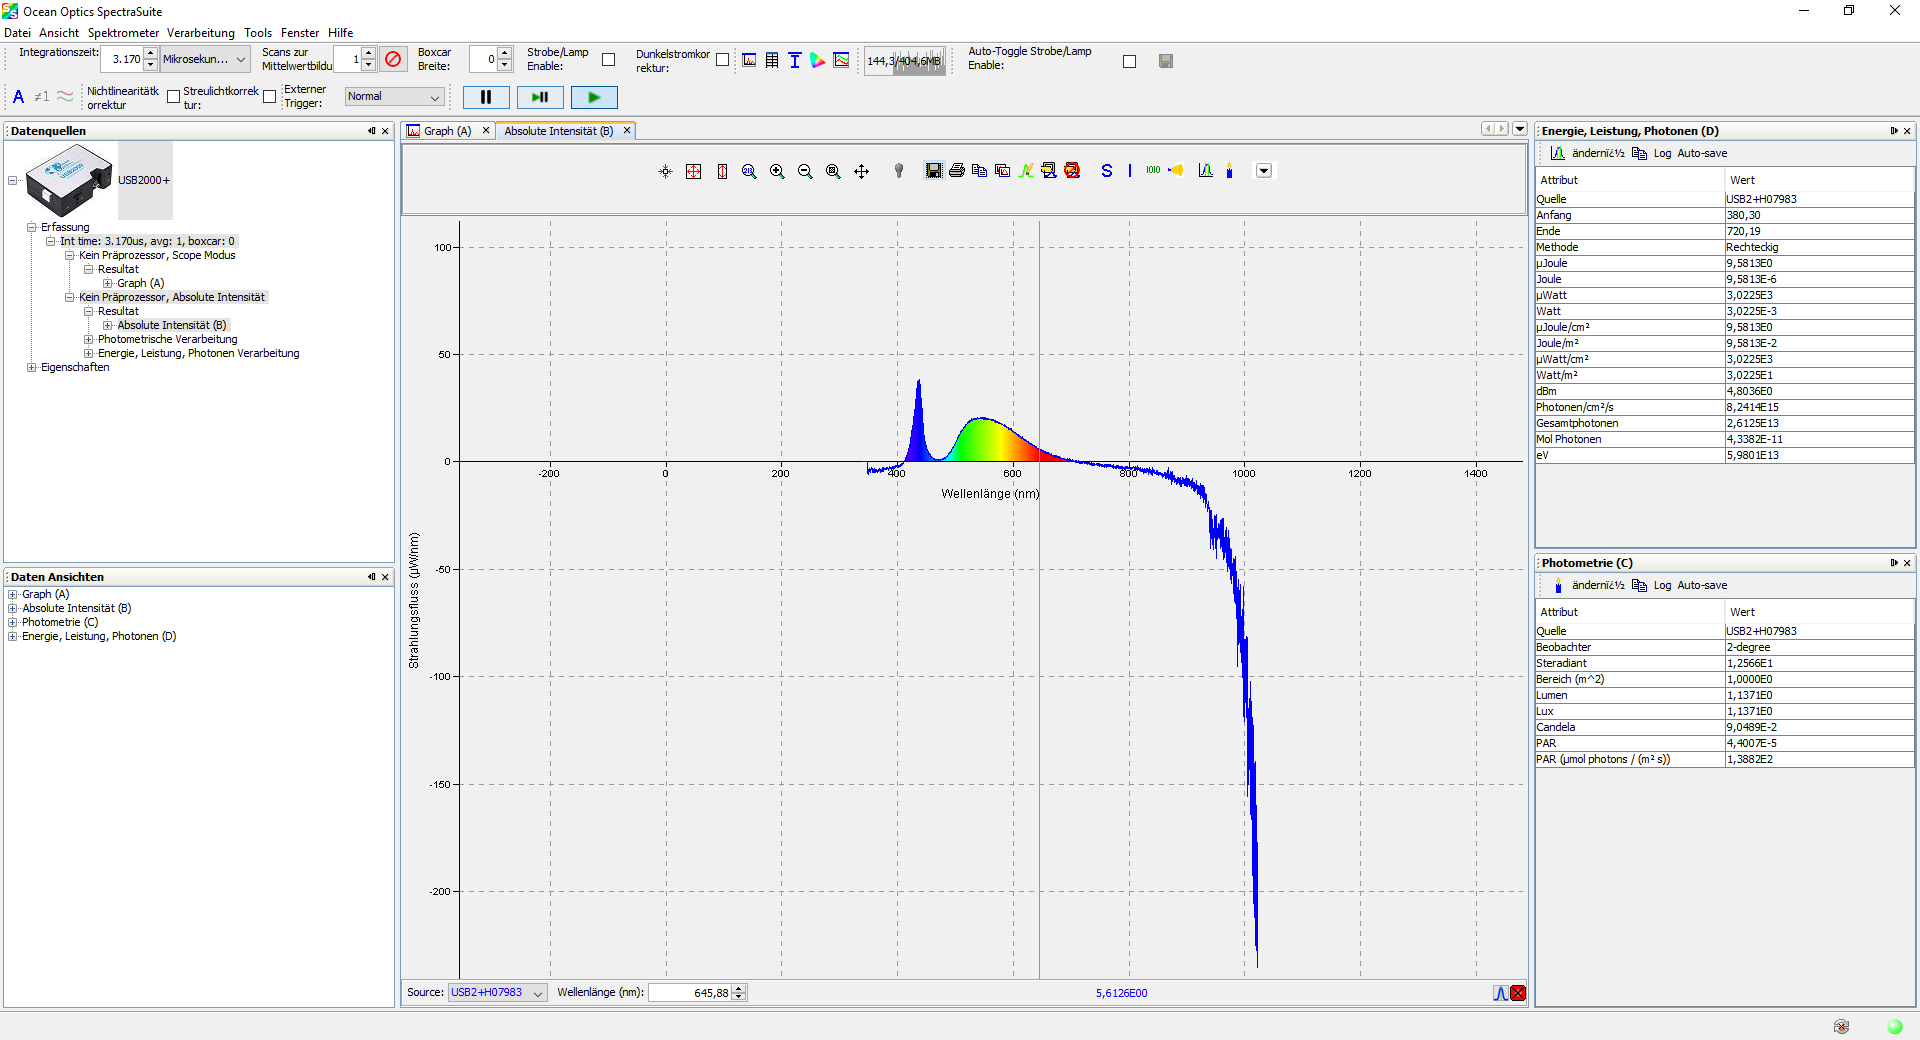 Ocean Optics SpectraSuite
Datei Ansicht Spektrometer Verarbeitung Tools Fenster Hilfe
Integrationszeit: 3.170 Mikrosekun... Scans zur Mittelwertbildu 1 Boxcar Breite: 0 Strobe/Lamp Enable: Dunkelstromkor rektur: 144,3/404,6MB Auto-Toggle Strobe/Lamp Enable:
A ≠1 Nichtlinearitätk orrektur Streulichtkorrek tur: Externer Trigger: Normal
Datenquellen
USB2000+
Erfassung
Int time: 3.170us, avg: 1, boxcar: 0
Kein Präprozessor, Scope Modus
Resultat
Graph (A)
Kein Präprozessor, Absolute Intensität
Resultat
Absolute Intensität (B)
Photometrische Verarbeitung
Energie, Leistung, Photonen Verarbeitung
Eigenschaften
Daten Ansichten
Graph (A)
Absolute Intensität (B)
Photometrie (C)
Energie, Leistung, Photonen (D)
Graph (A) Absolute Intensität (B)
S I 1010
100
50
0
-50
-100
-150
-200
-200 0 200 400 600 800 1000 1200 1400
Wellenlänge (nm)
Strahlungsfluss (µW/nm)
Source: USB2+H07983 Wellenlänge (nm): 645,88 5,6126E00
Energie, Leistung, Photonen (D)
ändernï¿½ Log Auto-save
Attribut Wert
Quelle USB2+H07983
Anfang 380,30
Ende 720,19
Methode Rechteckig
µJoule 9,5813E0
Joule 9,5813E-6
µWatt 3,0225E3
Watt 3,0225E-3
µJoule/cm² 9,5813E0
Joule/m² 9,5813E-2
µWatt/cm² 3,0225E3
Watt/m² 3,0225E1
dBm 4,8036E0
Photonen/cm²/s 8,2414E15
Gesamtphotonen 2,6125E13
Mol Photonen 4,3382E-11
eV 5,9801E13
Photometrie (C)
ändernï¿½ Log Auto-save
Attribut Wert
Quelle USB2+H07983
Beobachter 2-degree
Steradiant 1,2566E1
Bereich (m^2) 1,0000E0
Lumen 1,1371E0
Lux 1,1371E0
Candela 9,0489E-2
PAR 4,4007E-5
PAR (µmol photons / (m² s)) 1,3882E2